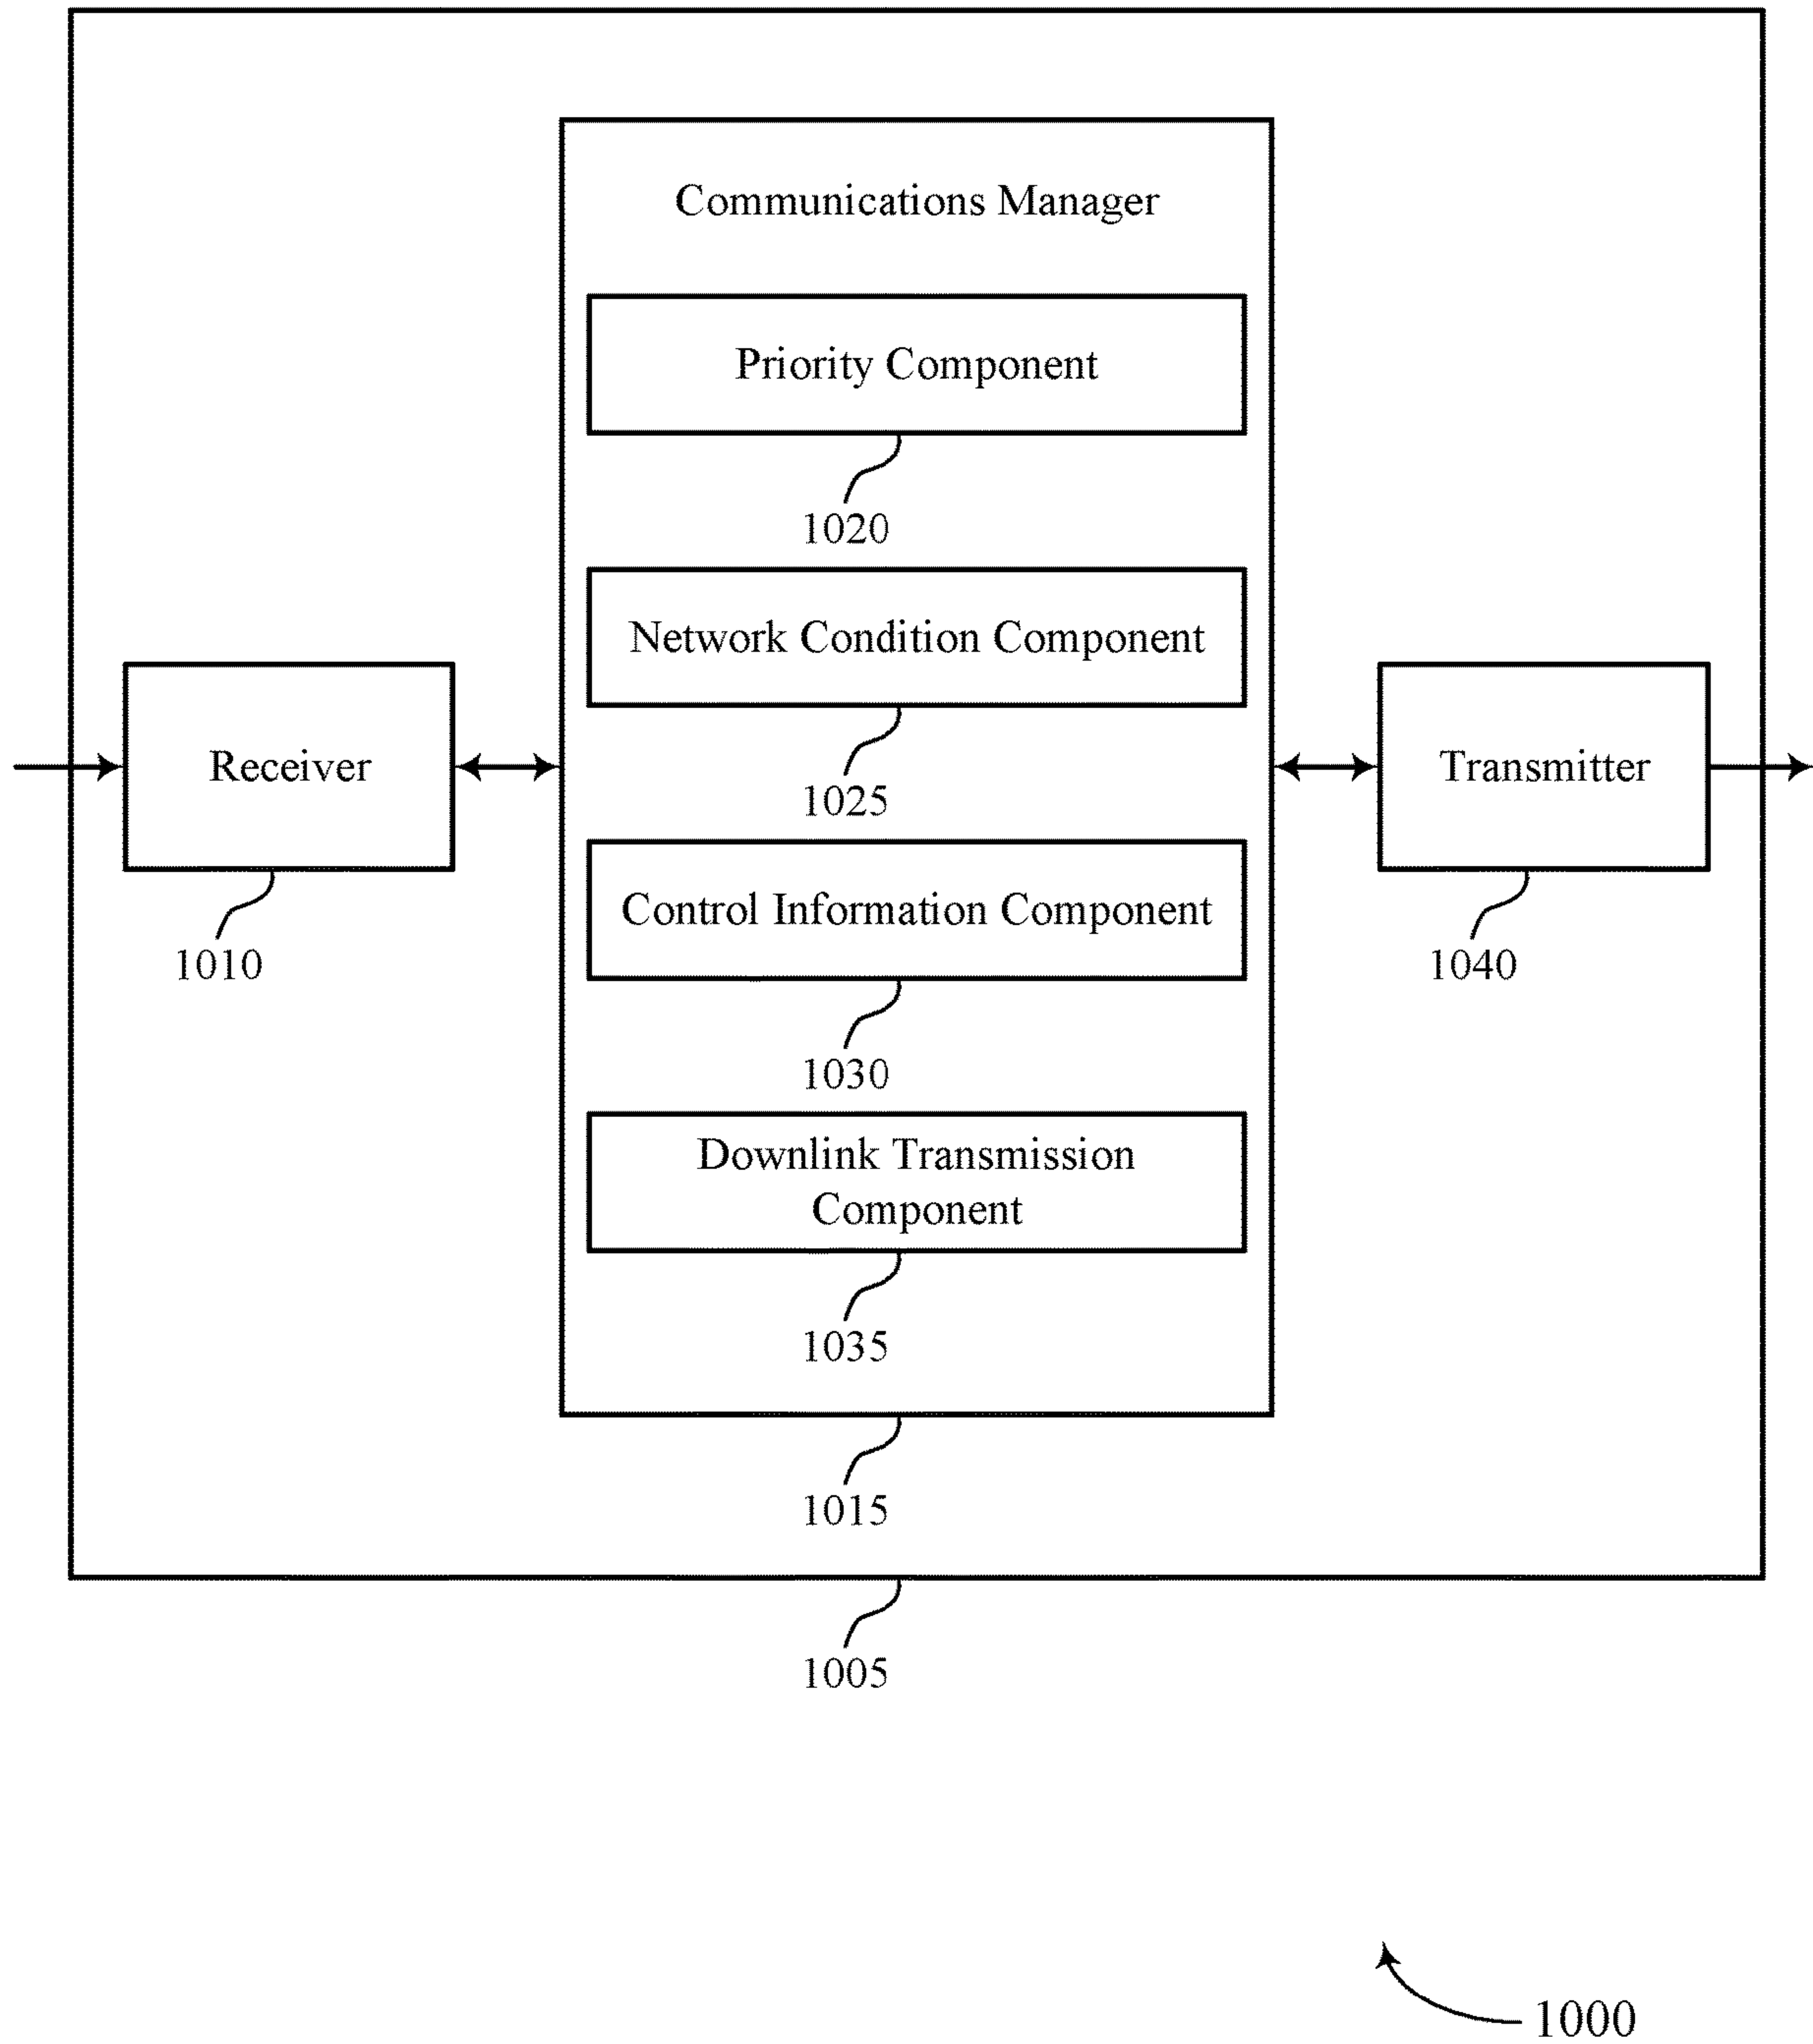 Communications Manager
Priority Component
1020
Network Condition Component
1025
Receiver
1010
Transmitter
1040
Control Information Component
1030
Downlink Transmission
Component
1035
1015
1005
1000